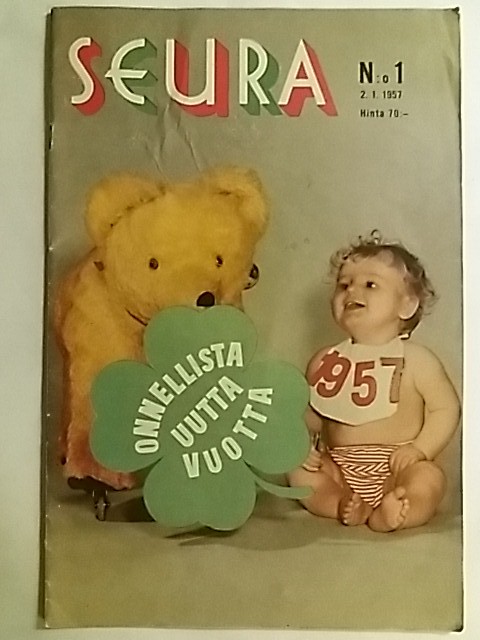 SEURA
N:o 1
2. 1. 1957
Hinta 70:-
ONNELLISTA
UUTTA
VUOTTA
1957